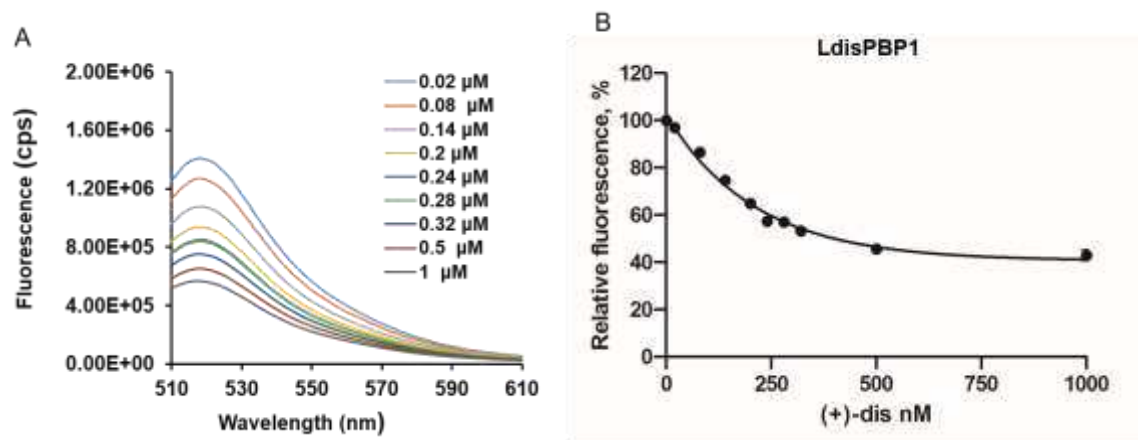 A
2.00E+06
1.60E+06
1.20E+06
8.00E+05
4.00E+05
0.00E+00
Fluorescence (cps)
510 530 550 570 590 610
Wavelength (nm)
0.02 µM
0.08 µM
0.14 µM
0.2 µM
0.24 µM
0.28 µM
0.32 µM
0.5 µM
1 µM
B
LdisPBP1
120
100
80
60
40
20
0
Relative fluorescence, %
0 250 500 750 1000
(+)-dis nM